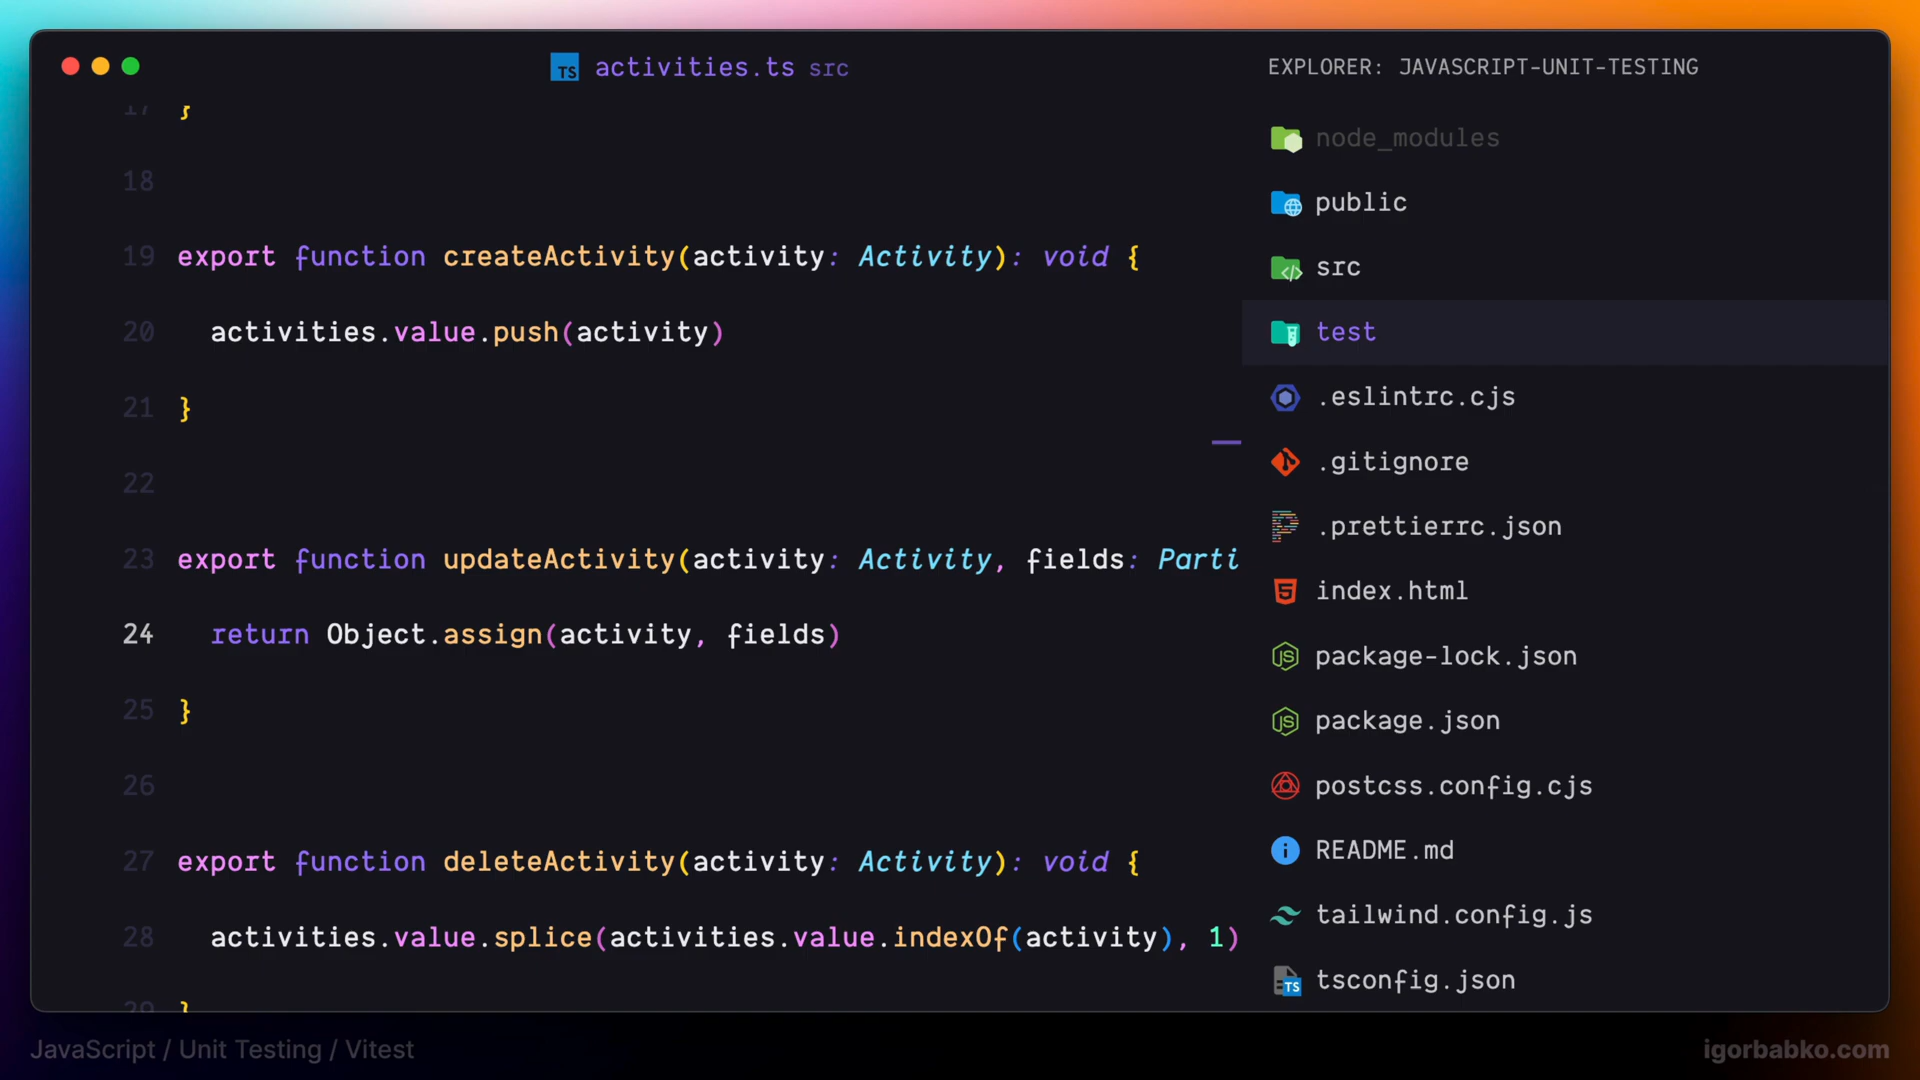 activities.ts src
17 }
18
19 export function createActivity(activity: Activity): void {
20 activities.value.push(activity)
21 }
22
23 export function updateActivity(activity: Activity, fields: Parti
24 return Object.assign(activity, fields)
25 }
26
27 export function deleteActivity(activity: Activity): void {
28 activities.value.splice(activities.value.indexOf(activity), 1)
29 }
EXPLORER: JAVASCRIPT-UNIT-TESTING
node_modules
public
src
test
.eslintrc.cjs
.gitignore
.prettierrc.json
index.html
package-lock.json
package.json
postcss.config.cjs
README.md
tailwind.config.js
tsconfig.json
JavaScript / Unit Testing / Vitest
igorbabko.com